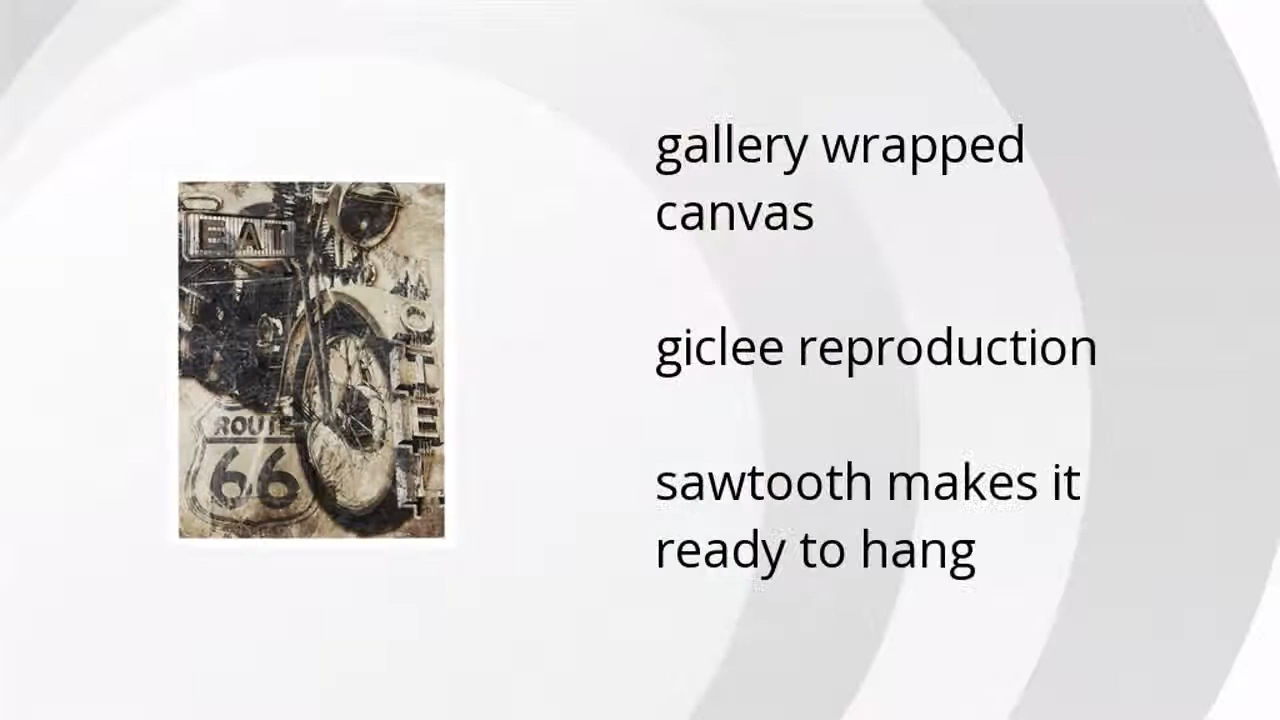 EAT
ROUTE
66
gallery wrapped
canvas
giclee reproduction
sawtooth makes it
ready to hang